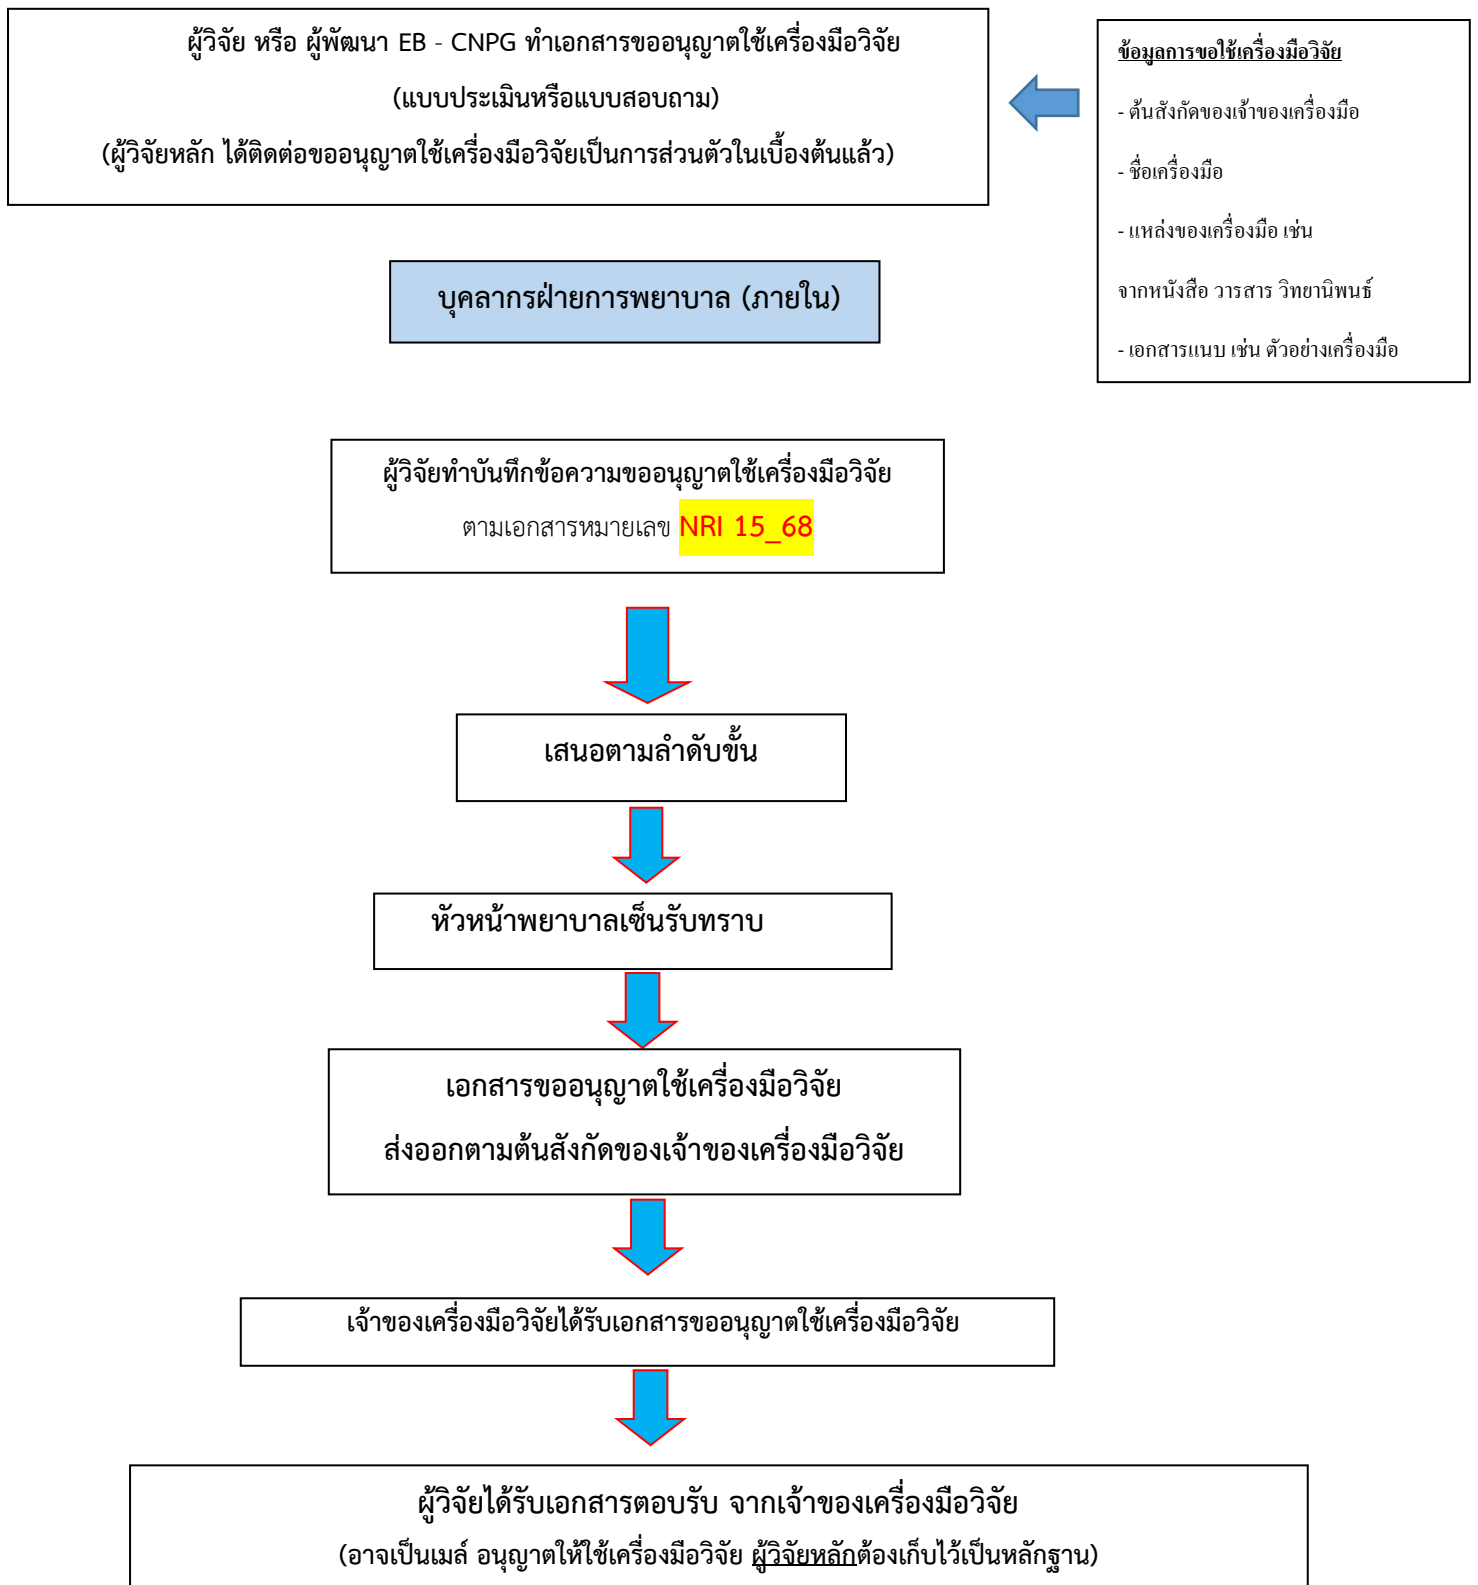 ผู้วิจัย หรือ ผู้พัฒนา EB - CNPG ทำเอกสารขออนุญาตใช้เครื่องมือวิจัย
(แบบประเมินหรือแบบสอบถาม)
(ผู้วิจัยหลัก ได้ติดต่อขออนุญาตใช้เครื่องมือวิจัยเป็นการส่วนตัวในเบื้องต้นแล้ว)
ข้อมูลการขอใช้เครื่องมือวิจัย
- ต้นสังกัดของเจ้าของเครื่องมือ
- ชื่อเครื่องมือ
- แหล่งของเครื่องมือ เช่น
จากหนังสือ วารสาร วิทยานิพนธ์
- เอกสารแนบ เช่น ตัวอย่างเครื่องมือ
บุคลากรฝ่ายการพยาบาล (ภายใน)
ผู้วิจัยทำบันทึกข้อความขออนุญาตใช้เครื่องมือวิจัย
ตามเอกสารหมายเลข NRI 15_68
เสนอตามลำดับขั้น
หัวหน้าพยาบาลเซ็นรับทราบ
เอกสารขออนุญาตใช้เครื่องมือวิจัย
ส่งออกตามต้นสังกัดของเจ้าของเครื่องมือวิจัย
เจ้าของเครื่องมือวิจัยได้รับเอกสารขออนุญาตใช้เครื่องมือวิจัย
ผู้วิจัยได้รับเอกสารตอบรับ จากเจ้าของเครื่องมือวิจัย
(อาจเป็นเมล์ อนุญาตให้ใช้เครื่องมือวิจัย ผู้วิจัยหลักต้องเก็บไว้เป็นหลักฐาน)